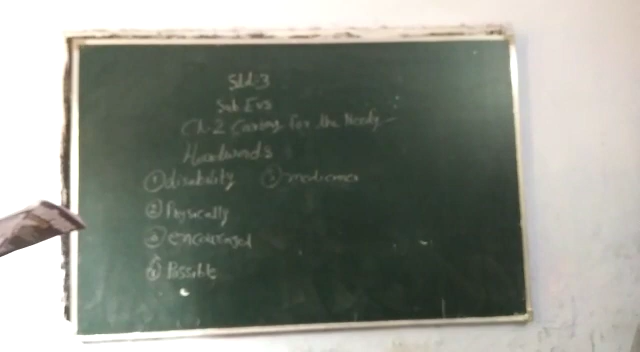 Std:3
Sub.Evs
Ch-2 Caring for the Needy
Hardwords
① disability ⑤ medicines
② Physically
③ encouraged
④ Possible